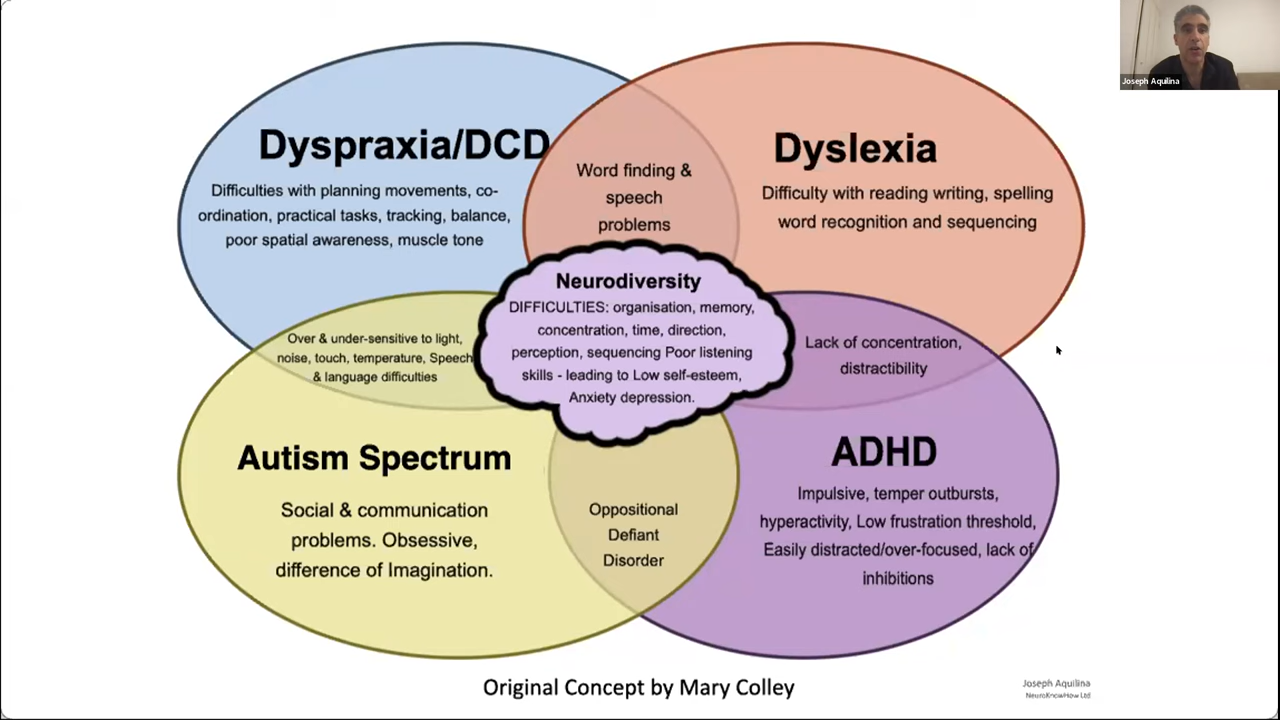 Joseph Aquilina
Dyspraxia/DCD
Difficulties with planning movements, co-
ordination, practical tasks, tracking, balance,
poor spatial awareness, muscle tone
Word finding &
speech
problems
Dyslexia
Difficulty with reading writing, spelling
word recognition and sequencing
Neurodiversity
DIFFICULTIES: organisation, memory,
concentration, time, direction,
perception, sequencing Poor listening
skills - leading to Low self-esteem,
Anxiety depression.
Over & under-sensitive to light,
noise, touch, temperature, Speech
& language difficulties
Lack of concentration,
distractibility
Autism Spectrum
Social & communication
problems. Obsessive,
difference of Imagination.
Oppositional
Defiant
Disorder
ADHD
Impulsive, temper outbursts,
hyperactivity, Low frustration threshold,
Easily distracted/over-focused, lack of
inhibitions
Original Concept by Mary Colley
Joseph Aquilina
NeuroKnowHow Ltd